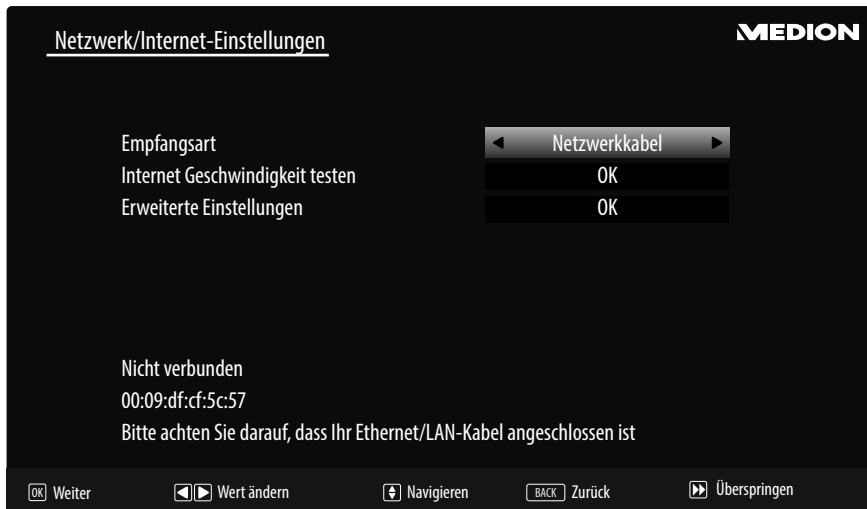 Netzwerk/Internet-Einstellungen
MEDION
Empfangsart Netzwerkkabel
Internet Geschwindigkeit testen OK
Erweiterte Einstellungen OK
Nicht verbunden
00:09:df:cf:5c:57
Bitte achten Sie darauf, dass Ihr Ethernet/LAN-Kabel angeschlossen ist
OK Weiter Wert ändern Navigieren BACK Zurück Überspringen